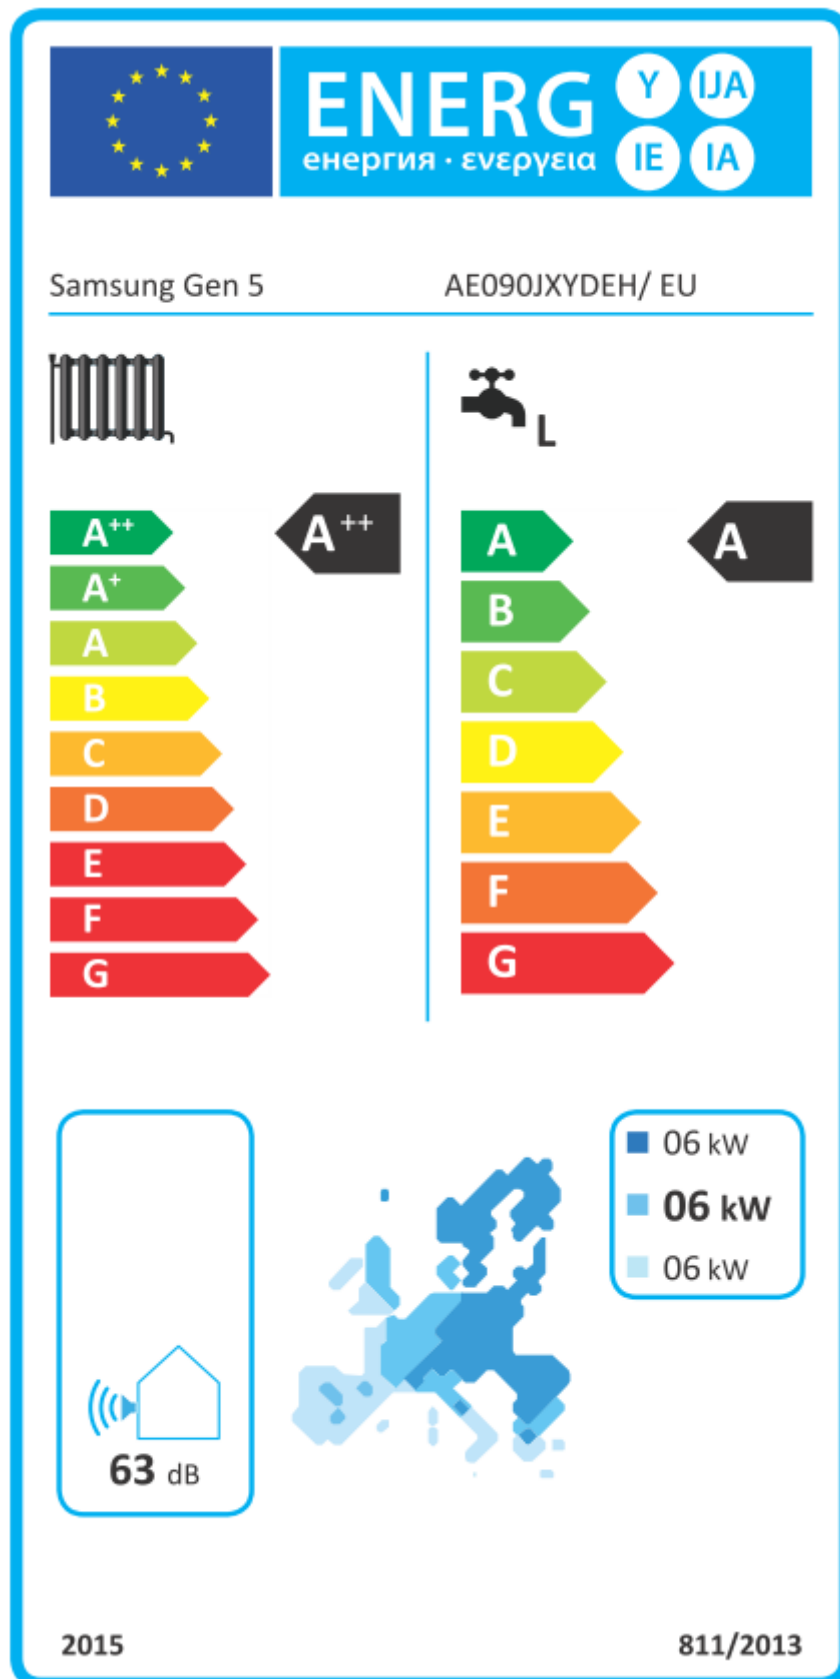 ENERG
Y IJA
IE IA
енергия · ενεργεια
Samsung Gen 5
AE090JXYDEH/ EU
L
A++
A+
A
B
C
D
E
F
G
A++
A
B
C
D
E
F
G
A
63 dB
06 kW
06 kW
06 kW
2015
811/2013